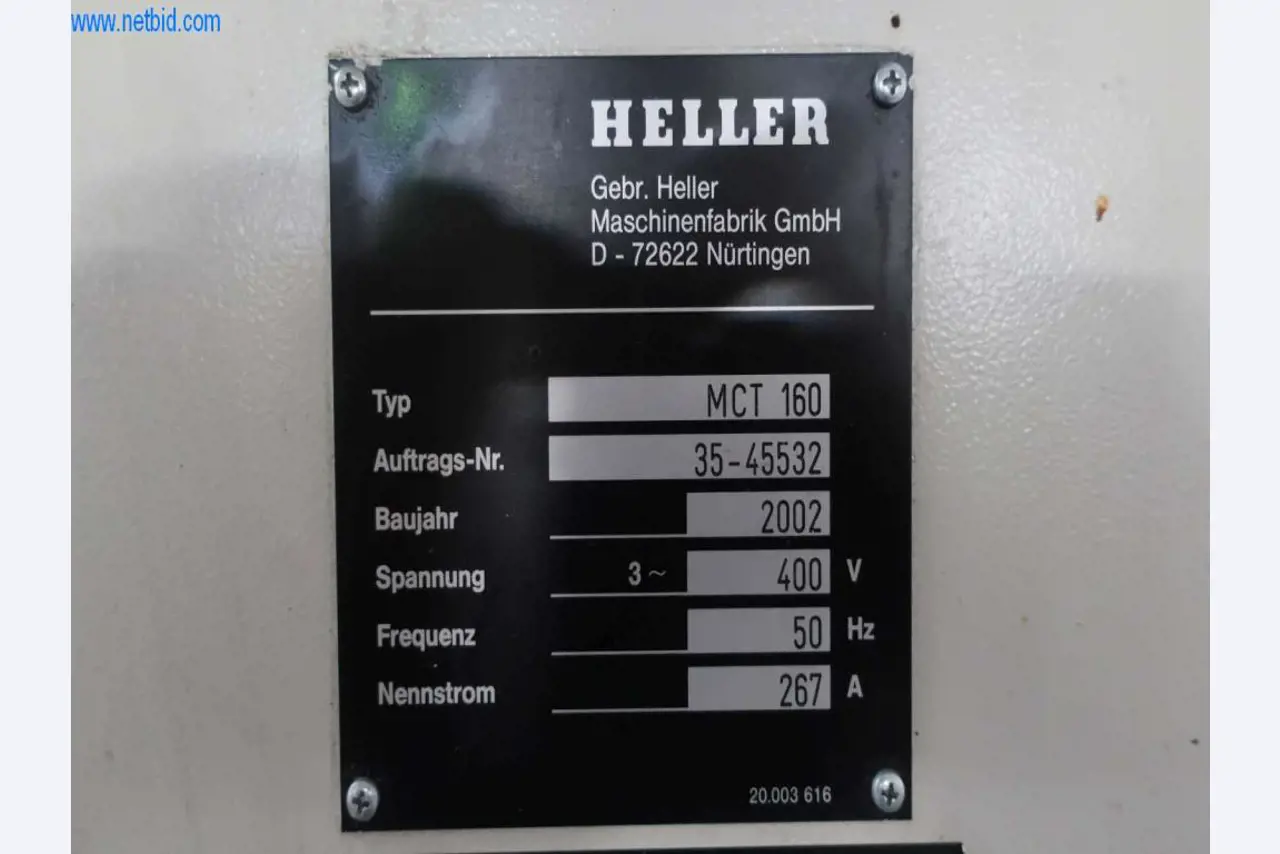 www.netbid.com
HELLER
Gebr. Heller
Maschinenfabrik GmbH
D - 72622 Nürtingen
Typ MCT 160
Auftrags-Nr. 35-45532
Baujahr 2002
Spannung 3 ~ 400 V
Frequenz 50 Hz
Nennstrom 267 A
20.003 616